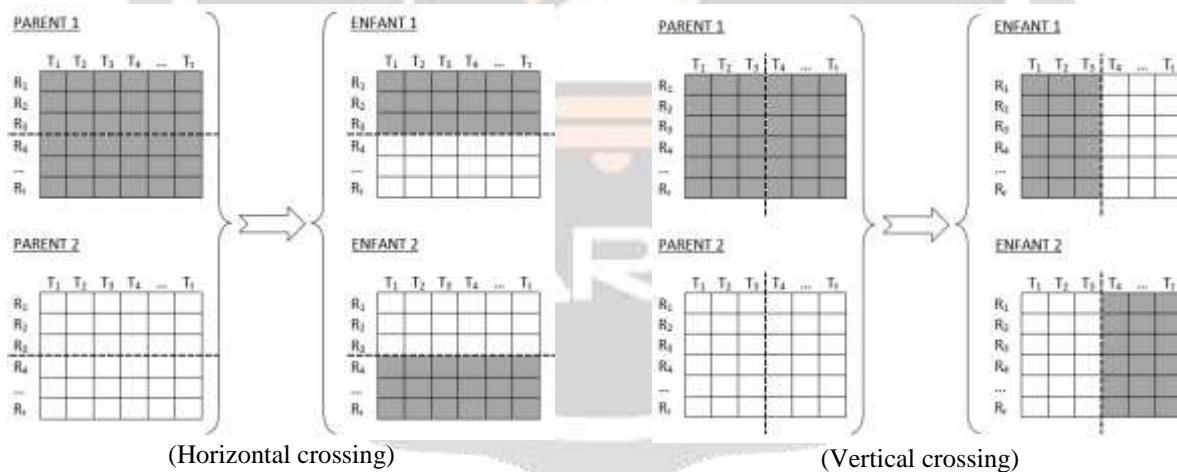 PARENT 1
T₁ T₂ T₃ T₄ ... Tₜ
R₁
R₂
R₃
R₄
...
Rₜ
ENFANT 1
T₁ T₂ T₃ T₄ ... Tₜ
R₁
R₂
R₃
R₄
...
Rₜ
PARENT 2
T₁ T₂ T₃ T₄ ... Tₜ
R₁
R₂
R₃
R₄
...
Rₜ
ENFANT 2
T₁ T₂ T₃ T₄ ... Tₜ
R₁
R₂
R₃
R₄
...
Rₜ
(Horizontal crossing)
PARENT 1
T₁ T₂ T₃ T₄ ... Tₜ
R₁
R₂
R₃
R₄
...
Rᵣ
ENFANT 1
T₁ T₂ T₃ T₄ ... Tₜ
R₁
R₂
R₃
R₄
...
Rᵣ
PARENT 2
T₁ T₂ T₃ T₄ ... Tₜ
R₁
R₂
R₃
R₄
...
Rᵣ
ENFANT 2
T₁ T₂ T₃ T₄ ... Tₜ
R₁
R₂
R₃
R₄
...
Rᵣ
(Vertical crossing)